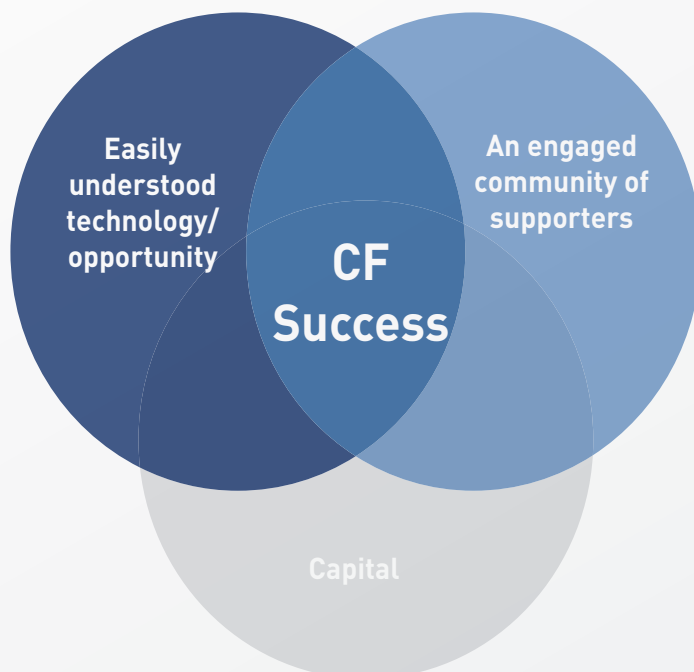 Easily
understood
technology/
opportunity
An engaged
community of
supporters
CF
Success
Capital